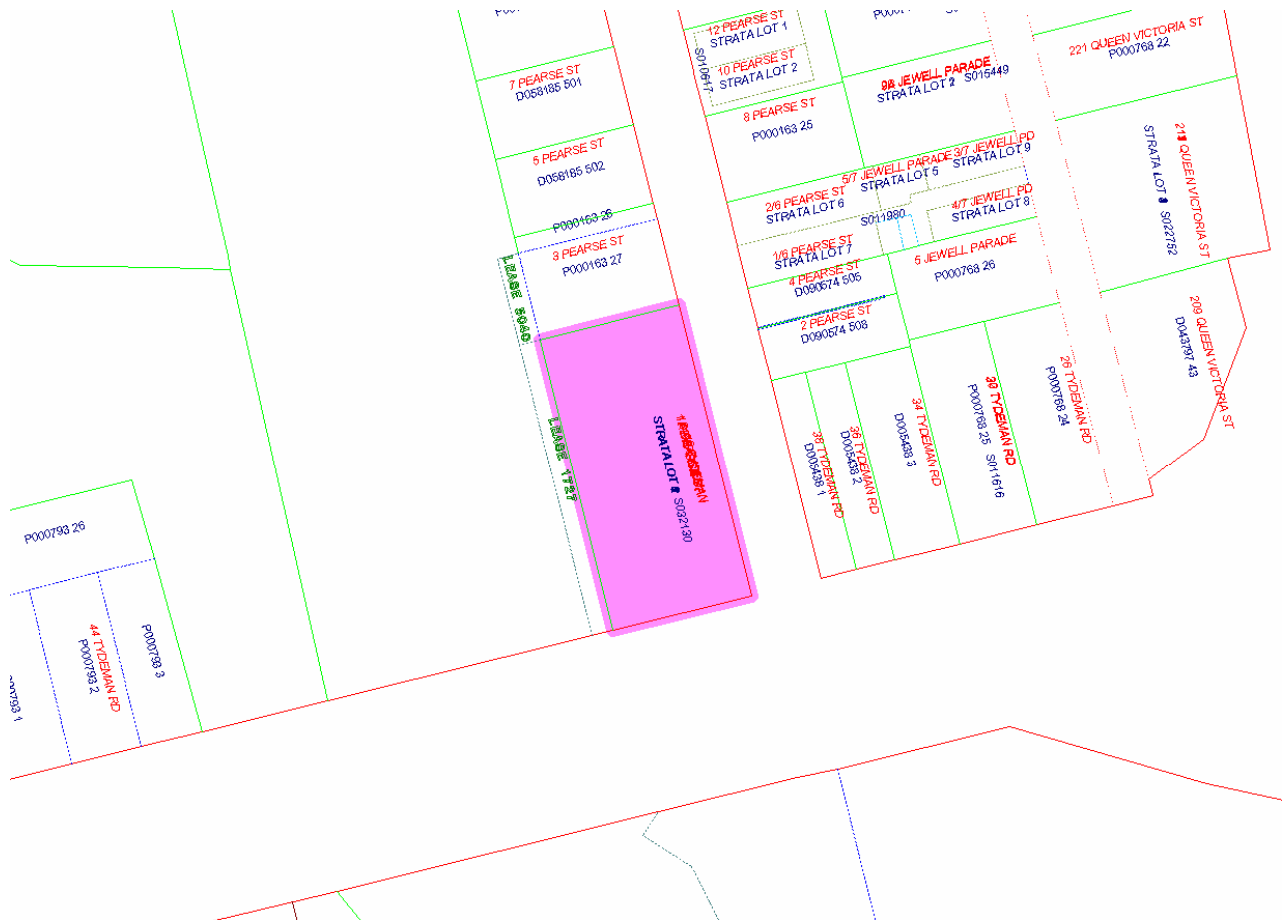 7 PEARSE ST
D058185 501
5 PEARSE ST
D058185 502
P000163 26
3 PEARSE ST
P000163 27
LEASE 5040
LEASE 1727
STRATA LOT
S032130
12 PEARSE ST
STRATA LOT 1
10 PEARSE ST
STRATA LOT 2
S010617
8 PEARSE ST
P000163 25
JEWELL PARADE
STRATA LOT
S015449
221 QUEEN VICTORIA ST
P000768 22
QUEEN VICTORIA ST
STRATA LOT
S022752
5/7 JEWELL PARADE
STRATA LOT 5
3/7 JEWELL PD
STRATA LOT 9
2/6 PEARSE ST
STRATA LOT 6
S011980
4/7 JEWELL PD
STRATA LOT 8
1/6 PEARSE ST
STRATA LOT 7
5 JEWELL PARADE
P000768 26
4 PEARSE ST
D090574 505
2 PEARSE ST
D090574 508
209 QUEEN VICTORIA ST
D043797 43
38 TYDEMAN RD
D005438 1
36 TYDEMAN RD
D005438 2
34 TYDEMAN RD
D005438 3
30 TYDEMAN RD
P000768 25
S011616
26 TYDEMAN RD
P000768 24
P000793 26
44 TYDEMAN RD
P000793 2
P000793 3